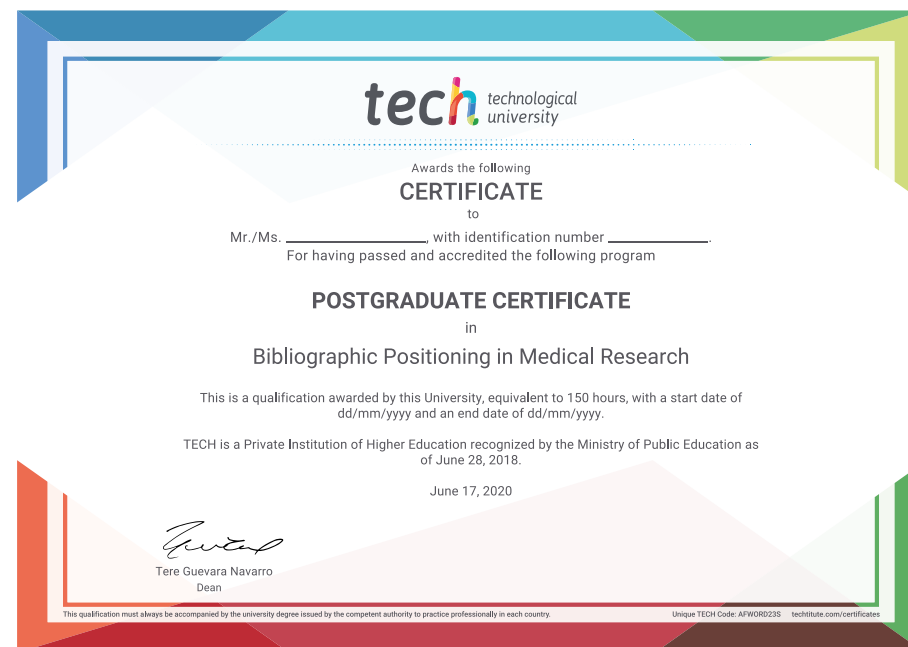 tech technological
university
Awards the following
CERTIFICATE
to
Mr./Ms. ____________________, with identification number ______________.
For having passed and accredited the following program
POSTGRADUATE CERTIFICATE
in
Bibliographic Positioning in Medical Research
This is a qualification awarded by this University, equivalent to 150 hours, with a start date of
dd/mm/yyyy and an end date of dd/mm/yyyy.
TECH is a Private Institution of Higher Education recognized by the Ministry of Public Education as
of June 28, 2018.
June 17, 2020
Tere Guevara Navarro
Dean
This qualification must always be accompanied by the university degree issued by the competent authority to practice professionally in each country. Unique TECH Code: AFWORD23S techtitute.com/certificates